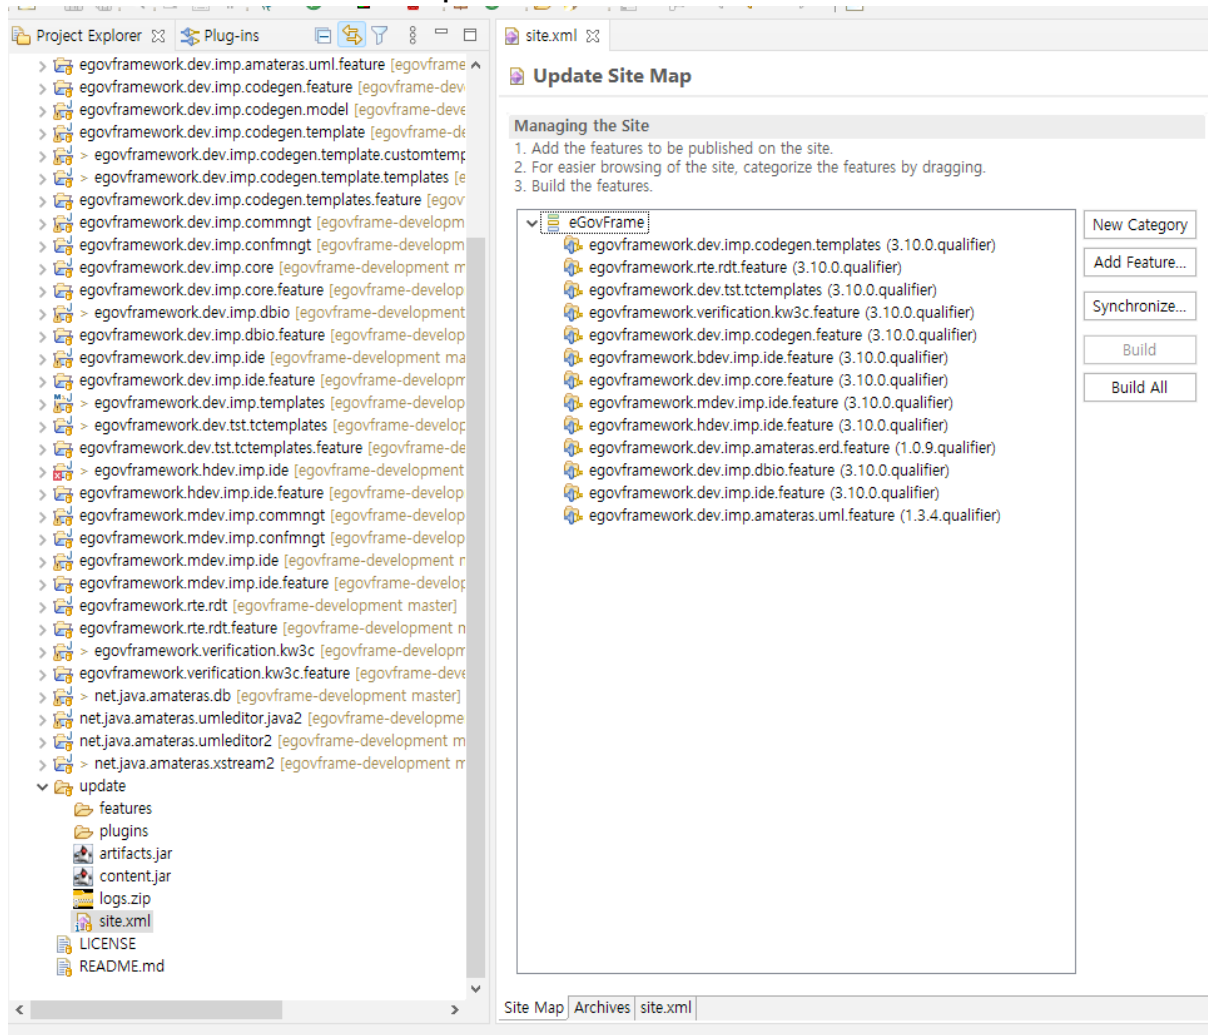 Project Explorer
Plug-ins
egovframework.dev.imp.amateras.uml.feature [egovframe
egovframework.dev.imp.codegen.feature [egovframe-dev
egovframework.dev.imp.codegen.model [egovframe-deve
egovframework.dev.imp.codegen.template [egovframe-de
> egovframework.dev.imp.codegen.template.customtemp
> egovframework.dev.imp.codegen.template.templates [e
egovframework.dev.imp.codegen.templates.feature [egov
egovframework.dev.imp.commngt [egovframe-developm
egovframework.dev.imp.confmngt [egovframe-developm
egovframework.dev.imp.core [egovframe-development m
egovframework.dev.imp.core.feature [egovframe-develop
> egovframework.dev.imp.dbio [egovframe-development
egovframework.dev.imp.dbio.feature [egovframe-develop
egovframework.dev.imp.ide [egovframe-development ma
egovframework.dev.imp.ide.feature [egovframe-developm
> egovframework.dev.imp.templates [egovframe-develop
> egovframework.dev.tst.tctemplates [egovframe-develop
egovframework.dev.tst.tctemplates.feature [egovframe-de
> egovframework.hdev.imp.ide [egovframe-development
egovframework.hdev.imp.ide.feature [egovframe-develop
egovframework.mdev.imp.commngt [egovframe-develop
egovframework.mdev.imp.confmngt [egovframe-develop
egovframework.mdev.imp.ide [egovframe-development m
egovframework.mdev.imp.ide.feature [egovframe-develop
egovframework.rte.rdt [egovframe-development master]
egovframework.rte.rdt.feature [egovframe-development m
> egovframework.verification.kw3c [egovframe-developm
egovframework.verification.kw3c.feature [egovframe-deve
> net.java.amateras.db [egovframe-development master]
net.java.amateras.umleditor.java2 [egovframe-developme
net.java.amateras.umleditor2 [egovframe-development m
> net.java.amateras.xstream2 [egovframe-development m
update
features
plugins
artifacts.jar
content.jar
logs.zip
site.xml
LICENSE
README.md
site.xml
Update Site Map
Managing the Site
1. Add the features to be published on the site.
2. For easier browsing of the site, categorize the features by dragging.
3. Build the features.
eGovFrame
egovframework.dev.imp.codegen.templates (3.10.0.qualifier)
egovframework.rte.rdt.feature (3.10.0.qualifier)
egovframework.dev.tst.tctemplates (3.10.0.qualifier)
egovframework.verification.kw3c.feature (3.10.0.qualifier)
egovframework.dev.imp.codegen.feature (3.10.0.qualifier)
egovframework.bdev.imp.ide.feature (3.10.0.qualifier)
egovframework.dev.imp.core.feature (3.10.0.qualifier)
egovframework.mdev.imp.ide.feature (3.10.0.qualifier)
egovframework.hdev.imp.ide.feature (3.10.0.qualifier)
egovframework.dev.imp.amateras.erd.feature (1.0.9.qualifier)
egovframework.dev.imp.dbio.feature (3.10.0.qualifier)
egovframework.dev.imp.ide.feature (3.10.0.qualifier)
egovframework.dev.imp.amateras.uml.feature (1.3.4.qualifier)
New Category
Add Feature...
Synchronize...
Build
Build All
Site Map
Archives
site.xml